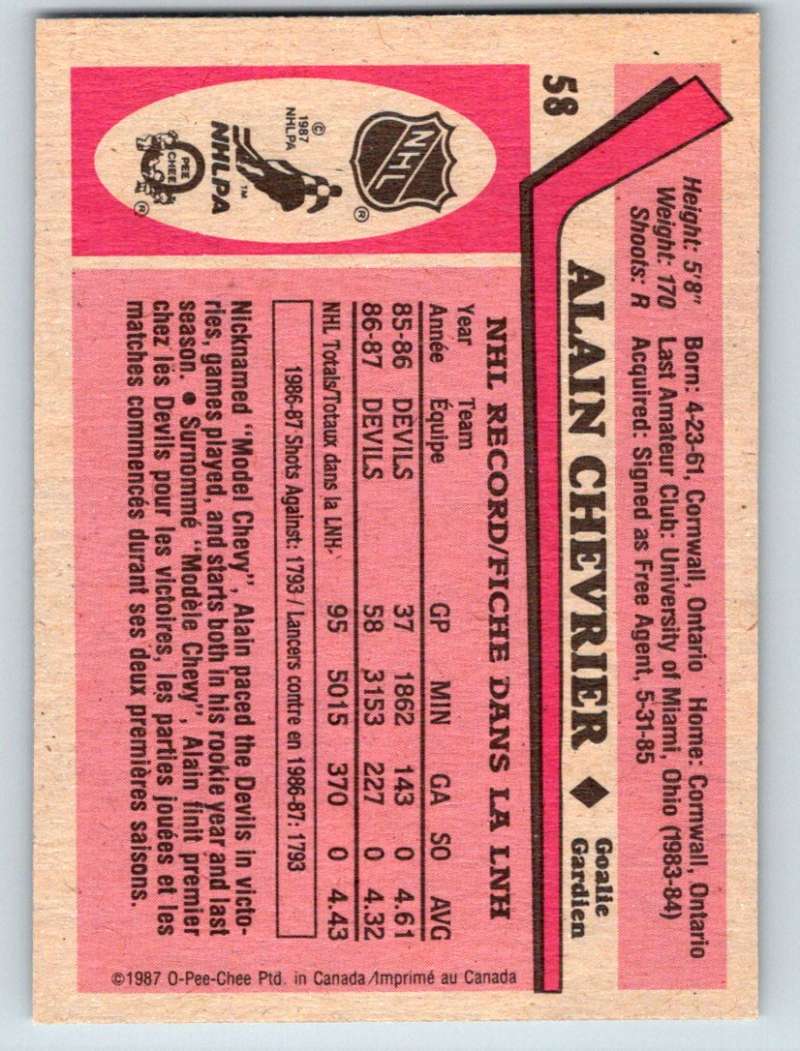 58
Height: 5'8" Born: 4-23-61, Cornwall, Ontario Home: Cornwall, Ontario
Weight: 170 Last Amateur Club: University of Miami, Ohio (1983-84)
Shoots: R Acquired: Signed as Free Agent, 5-31-85
ALAIN CHEVRIER ◆ Goalie
Gardien
NHL
®
© 1987
NHLPA
NHLPA
™
O
PEE
CHEE
®
NHL RECORD/FICHE DANS LA LNH
Year Team
Année Équipe GP MIN GA SO AVG
85-86 DEVILS 37 1862 143 0 4.61
86-87 DEVILS 58 3153 227 0 4.32
NHL Totals/Totaux dans la LNH 95 5015 370 0 4.43
1986-87 Shots Against: 1793 / Lancers contre en 1986-87: 1793
Nicknamed "Model Chevy", Alain paced the Devils in victo-
ries, games played, and starts both in his rookie year and last
season. ● Surnommé "Modèle Chevy", Alain finit premier
chez les Devils pour les victoires, les parties jouées et les
matches commencés durant ses deux premières saisons.
©1987 O-Pee-Chee Ptd. in Canada/Imprimé au Canada